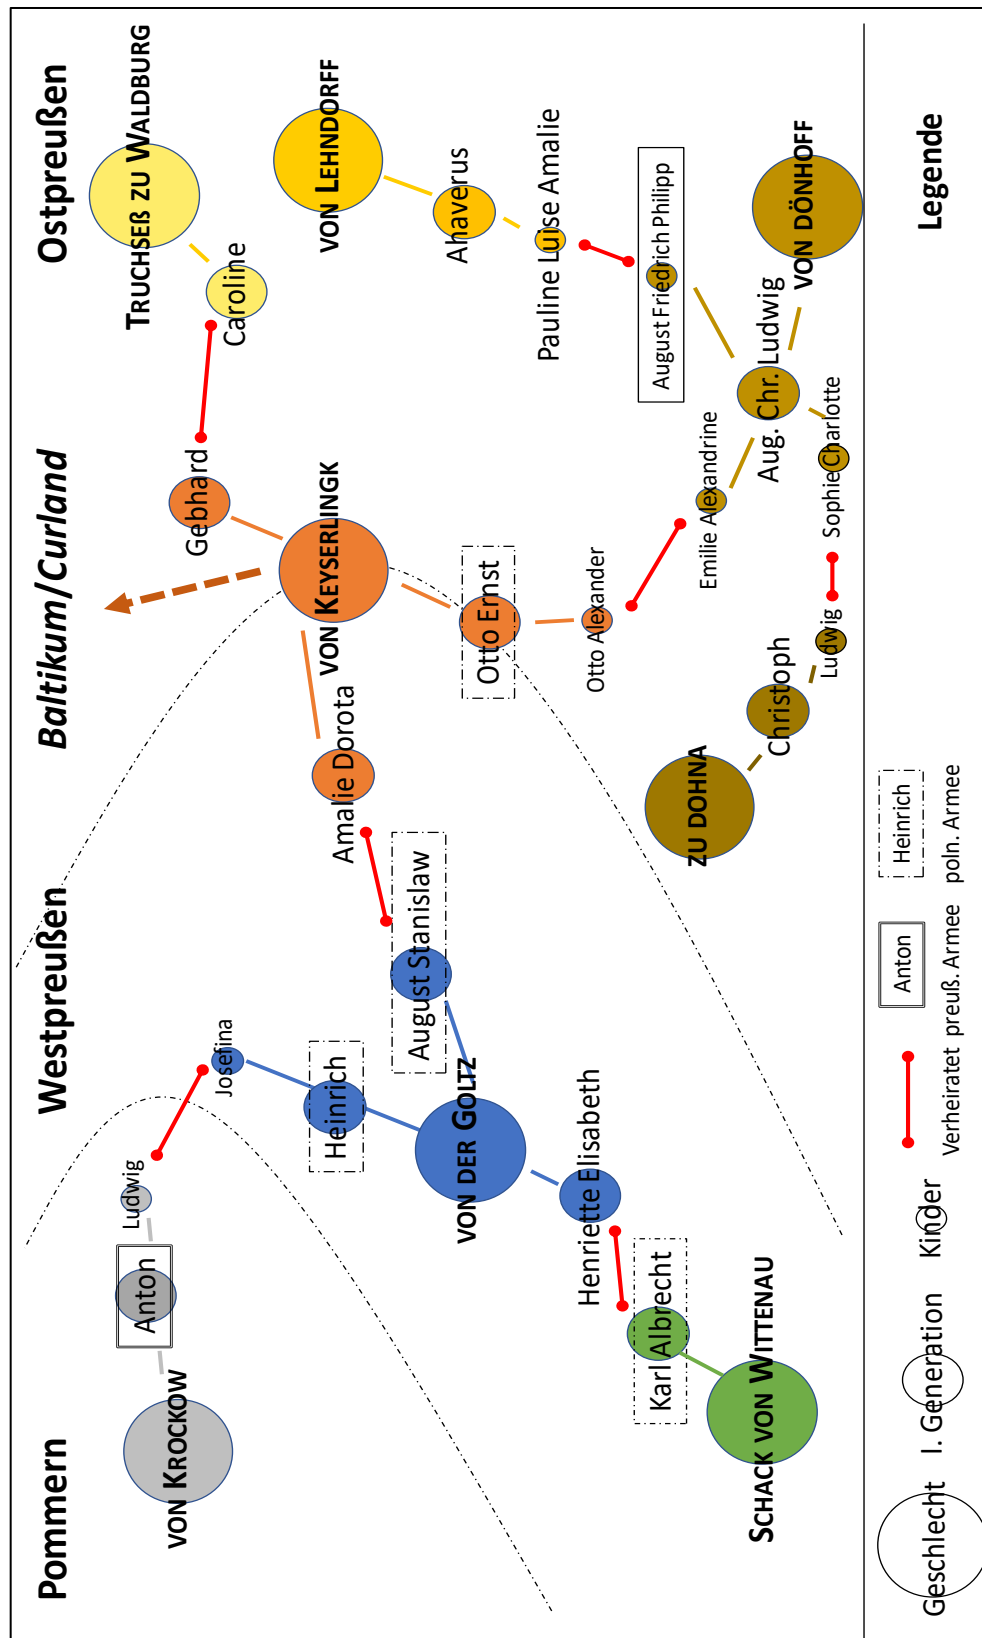 Pommern
Westpreußen
Baltikum/Curland
Ostpreußen
VON KROCKOW
Anton
Ludwig
Josefina
Heinrich
VON DER GOLTZ
August Stanislaw
Henriette Elisabeth
Karl Albrecht
SCHACK VON WITTENAU
Amalie Dorota
VON KEYSERLINGK
Gebhard
Caroline
TRUCHSEß ZU WALDBURG
Otto Ernst
Otto Alexander
Emilie Alexandrine
VON LEHNDORFF
Ahaverus
Pauline Luise Amalie
August Friedrich Philipp
Aug. Chr. Ludwig
VON DÖNHOFF
Sophie Charlotte
Ludwig
Christoph
ZU DOHNA
Legende
Geschlecht
I. Generation
Kinder
Verheiratet
Anton
preuß. Armee
Heinrich
poln. Armee